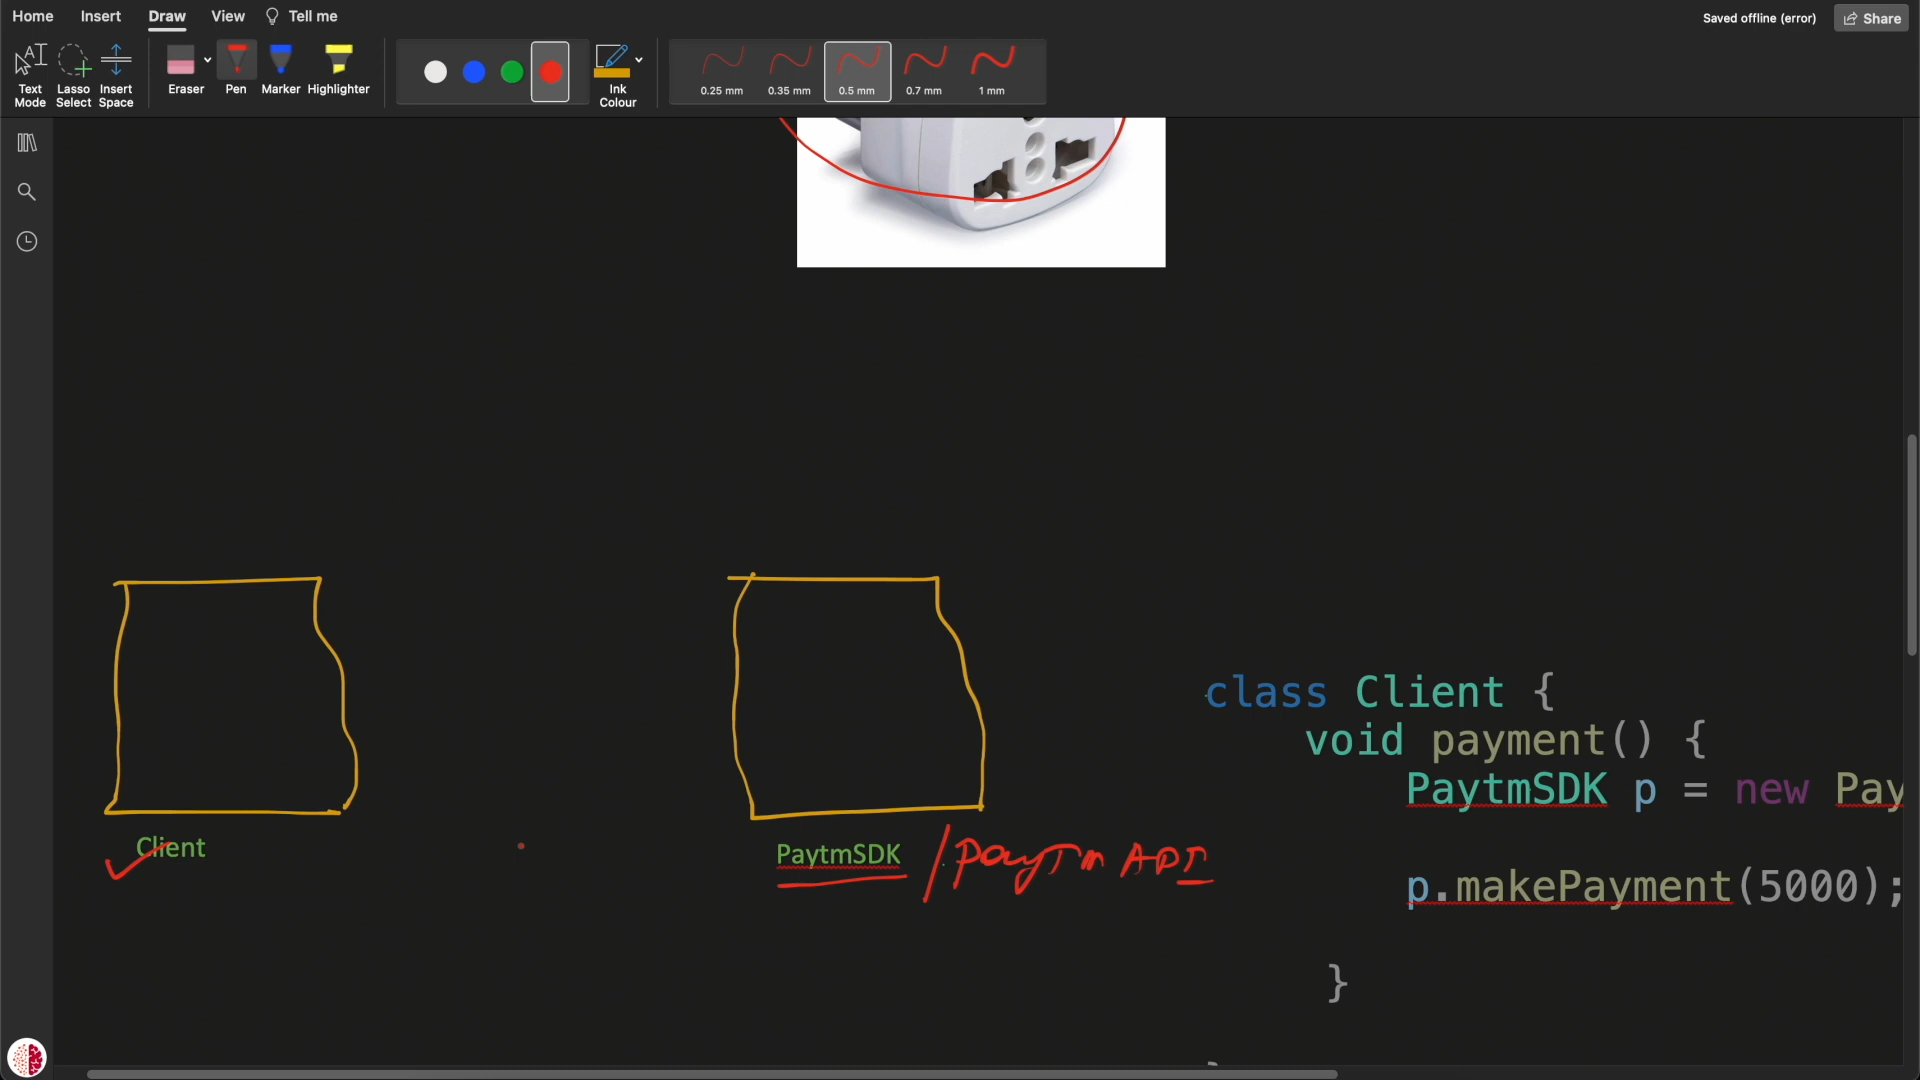 Home Insert Draw View Tell me
Saved offline (error) Share
Text Mode
Lasso Select
Insert Space
Eraser
Pen
Marker
Highlighter
Ink Colour
0.25 mm
0.35 mm
0.5 mm
0.7 mm
1 mm
Client
PaytmSDK / Paytm API
class Client {
void payment() {
PaytmSDK p = new Pay
p.makePayment(5000);
}